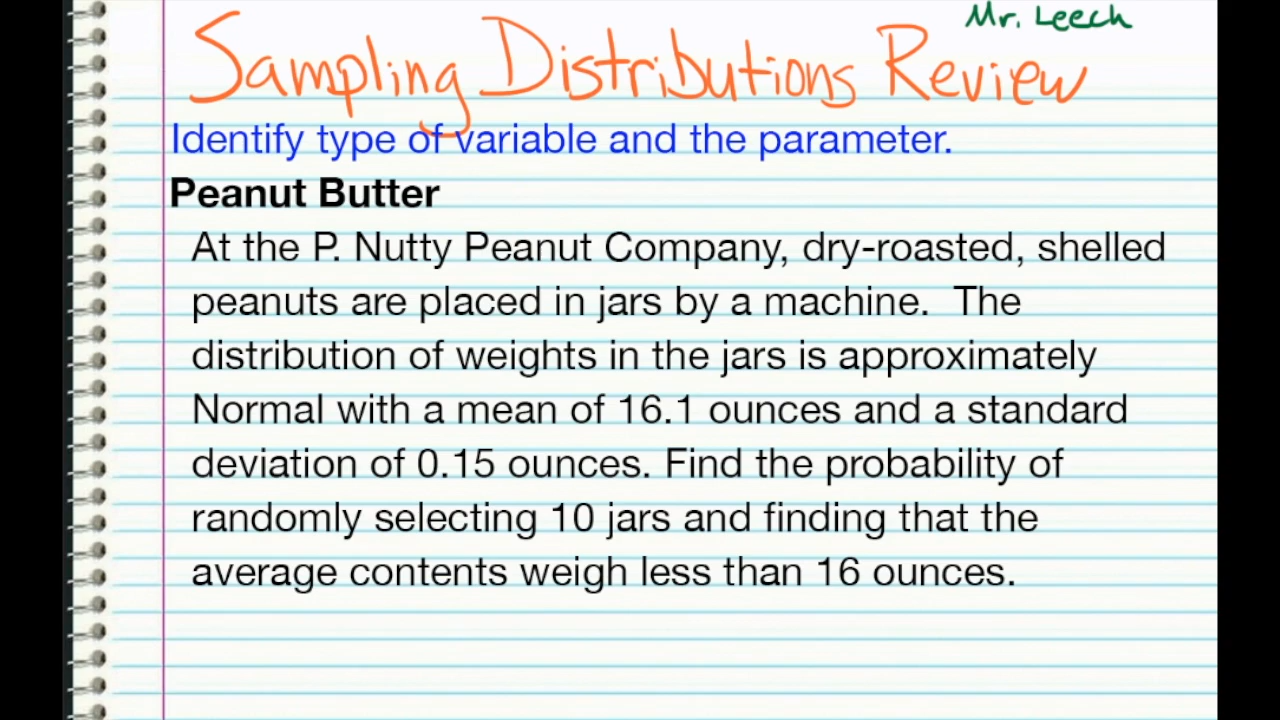 Mr. Leech
Sampling Distributions Review
Identify type of variable and the parameter.
Peanut Butter
At the P. Nutty Peanut Company, dry-roasted, shelled
peanuts are placed in jars by a machine.  The
distribution of weights in the jars is approximately
Normal with a mean of 16.1 ounces and a standard
deviation of 0.15 ounces. Find the probability of
randomly selecting 10 jars and finding that the
average contents weigh less than 16 ounces.